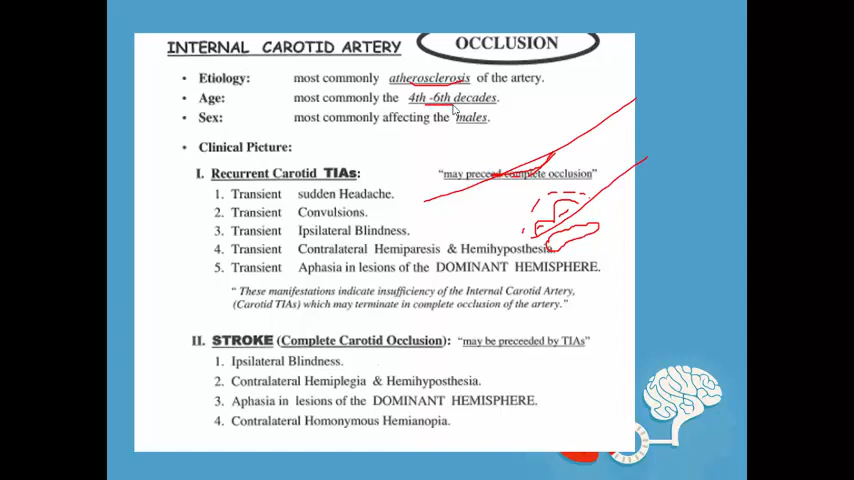 INTERNAL CAROTID ARTERY OCCLUSION
• Etiology: most commonly atherosclerosis of the artery.
• Age: most commonly the 4th -6th decades.
• Sex: most commonly affecting the males.
• Clinical Picture:
I. Recurrent Carotid TIAs: "may preceed complete occlusion"
1. Transient sudden Headache.
2. Transient Convulsions.
3. Transient Ipsilateral Blindness.
4. Transient Contralateral Hemiparesis & Hemihyposthesia.
5. Transient Aphasia in lesions of the DOMINANT HEMISPHERE.
" These manifestations indicate insufficiency of the Internal Carotid Artery,
(Carotid TIAs) which may terminate in complete occlusion of the artery."
II. STROKE (Complete Carotid Occlusion): "may be preceeded by TIAs"
1. Ipsilateral Blindness.
2. Contralateral Hemiplegia & Hemihyposthesia.
3. Aphasia in lesions of the DOMINANT HEMISPHERE.
4. Contralateral Homonymous Hemianopia.